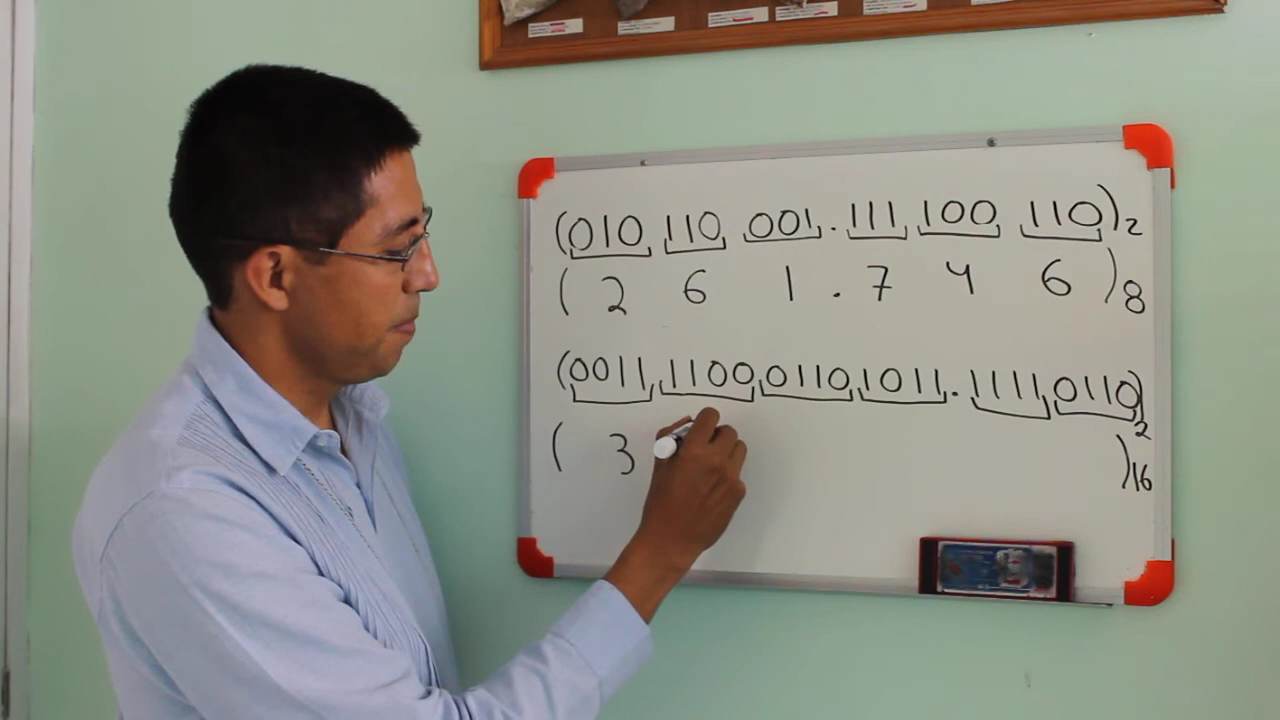 (010 110 001.111 100 110)₂
( 2 6 1 . 7 4 6 )₈
(0011 1100 0110 1011.1111 0110)₂
( 3 )₁₆